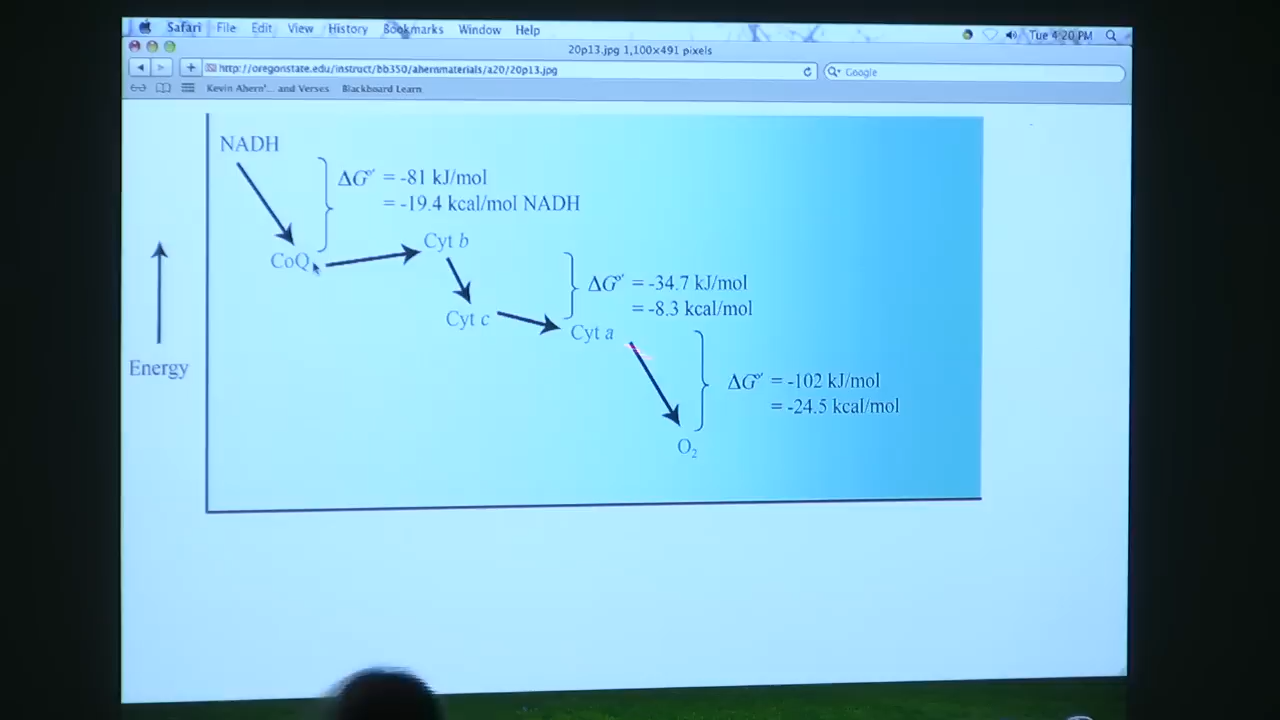 Safari File Edit View History Bookmarks Window Help Tue 4:20 PM
20p13.jpg 1,100×491 pixels
http://oregonstate.edu/instruct/bb350/ahernmaterials/a20/20p13.jpg Google
Kevin Ahern'... and Verses Blackboard Learn
NADH
ΔG°' = -81 kJ/mol
= -19.4 kcal/mol NADH
CoQ
Cyt b
ΔG°' = -34.7 kJ/mol
= -8.3 kcal/mol
Cyt c
Cyt a
Energy
ΔG°' = -102 kJ/mol
= -24.5 kcal/mol
O₂